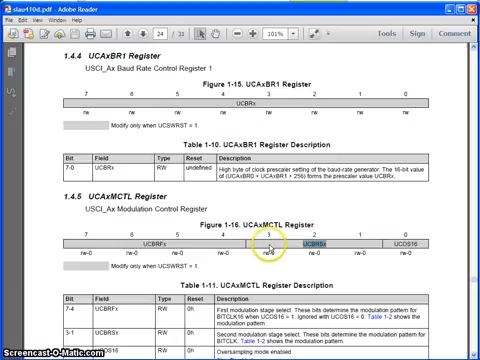 slau410d.pdf - Adobe Reader
File Edit View Window Help
24 / 31 101% Tools Sign Comment
1.4.4 UCAxBR1 Register
USCI_Ax Baud Rate Control Register 1
Figure 1-15. UCAxBR1 Register
7 6 5 4 3 2 1 0
UCBRx
rw rw rw rw rw rw rw rw
Modify only when UCSWRST = 1.
Table 1-10. UCAxBR1 Register Description
Bit Field Type Reset Description
7-0 UCBRx RW undefined High byte of clock prescaler setting of the baud-rate generator. The 16-bit value
of (UCAxBR0 + UCAxBR1 × 256) forms the prescaler value UCBRx.
1.4.5 UCAxMCTL Register
USCI_Ax Modulation Control Register
Figure 1-16. UCAxMCTL Register
7 6 5 4 3 2 1 0
UCBRFx UCBRSx UCOS16
rw-0 rw-0 rw-0 rw-0 rw-0 rw-0 rw-0 rw-0
Modify only when UCSWRST = 1.
Table 1-11. UCAxMCTL Register Description
Bit Field Type Reset Description
7-4 UCBRFx RW 0h First modulation stage select. These bits determine the modulation pattern for
BITCLK16 when UCOS16 = 1. Ignored with UCOS16 = 0. Table 1-2 shows the
modulation pattern.
3-1 UCBRSx RW 0h Second modulation stage select. These bits determine the modulation pattern for
BITCLK. Table 1-2 shows the modulation pattern.
UCOS16 RW 0h Oversampling mode enabled
Screencast-O-Matic.com